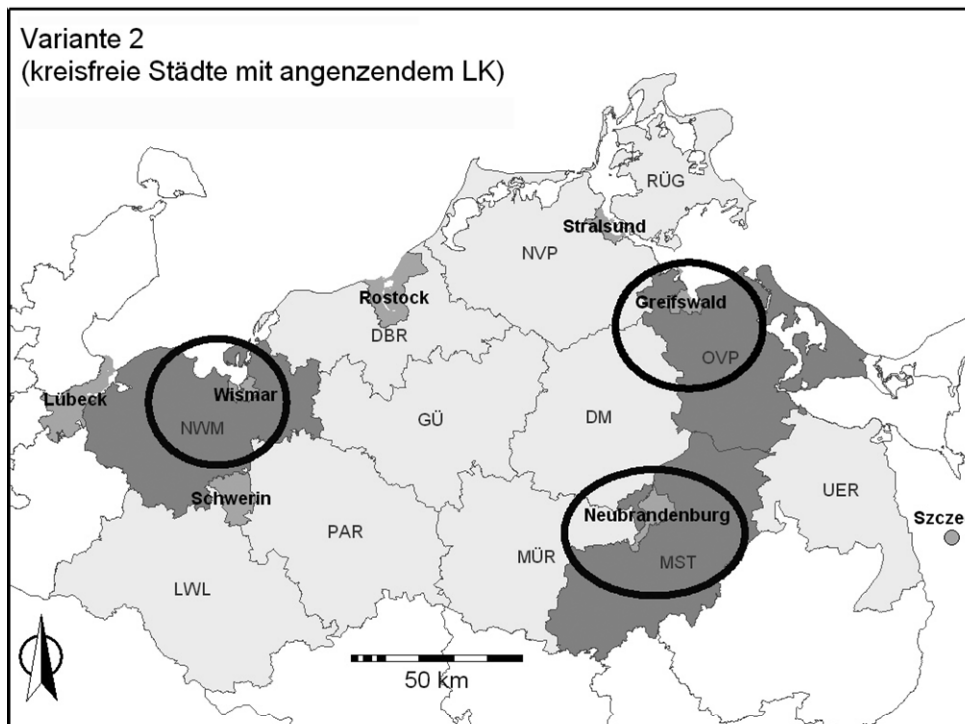 Variante 2
(kreisfreie Städte mit angenzendem LK)
RÜG
Stralsund
NVP
Rostock
Greifswald
DBR
OVP
Lübeck
Wismar
NWM
GÜ
DM
Schwerin
UER
Neubrandenburg
Szcze
PAR
MÜR
MST
LWL
50 km